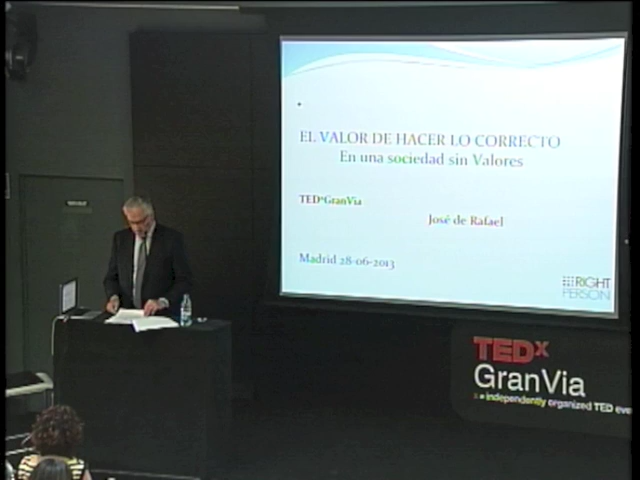 EL VALOR DE HACER LO CORRECTO
En una sociedad sin Valores
TEDxGranVia
José de Rafael
Madrid 28-06-2013
RIGHT
PERSON
TEDx
GranVia
independently organized TED eve